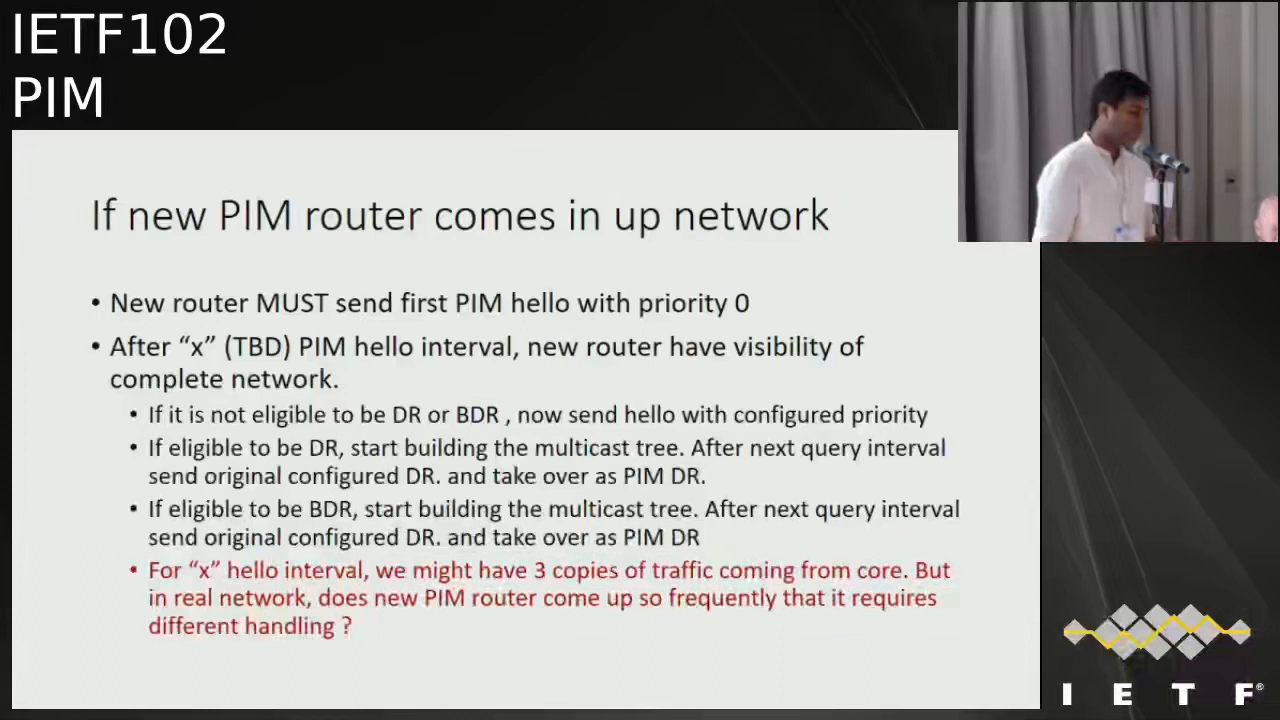 IETF102
PIM
If new PIM router comes in up network
• New router MUST send first PIM hello with priority 0
• After “x” (TBD) PIM hello interval, new router have visibility of
complete network.
• If it is not eligible to be DR or BDR , now send hello with configured priority
• If eligible to be DR, start building the multicast tree. After next query interval
send original configured DR. and take over as PIM DR.
• If eligible to be BDR, start building the multicast tree. After next query interval
send original configured DR. and take over as PIM DR
• For “x” hello interval, we might have 3 copies of traffic coming from core. But
in real network, does new PIM router come up so frequently that it requires
different handling ?
I E T F®